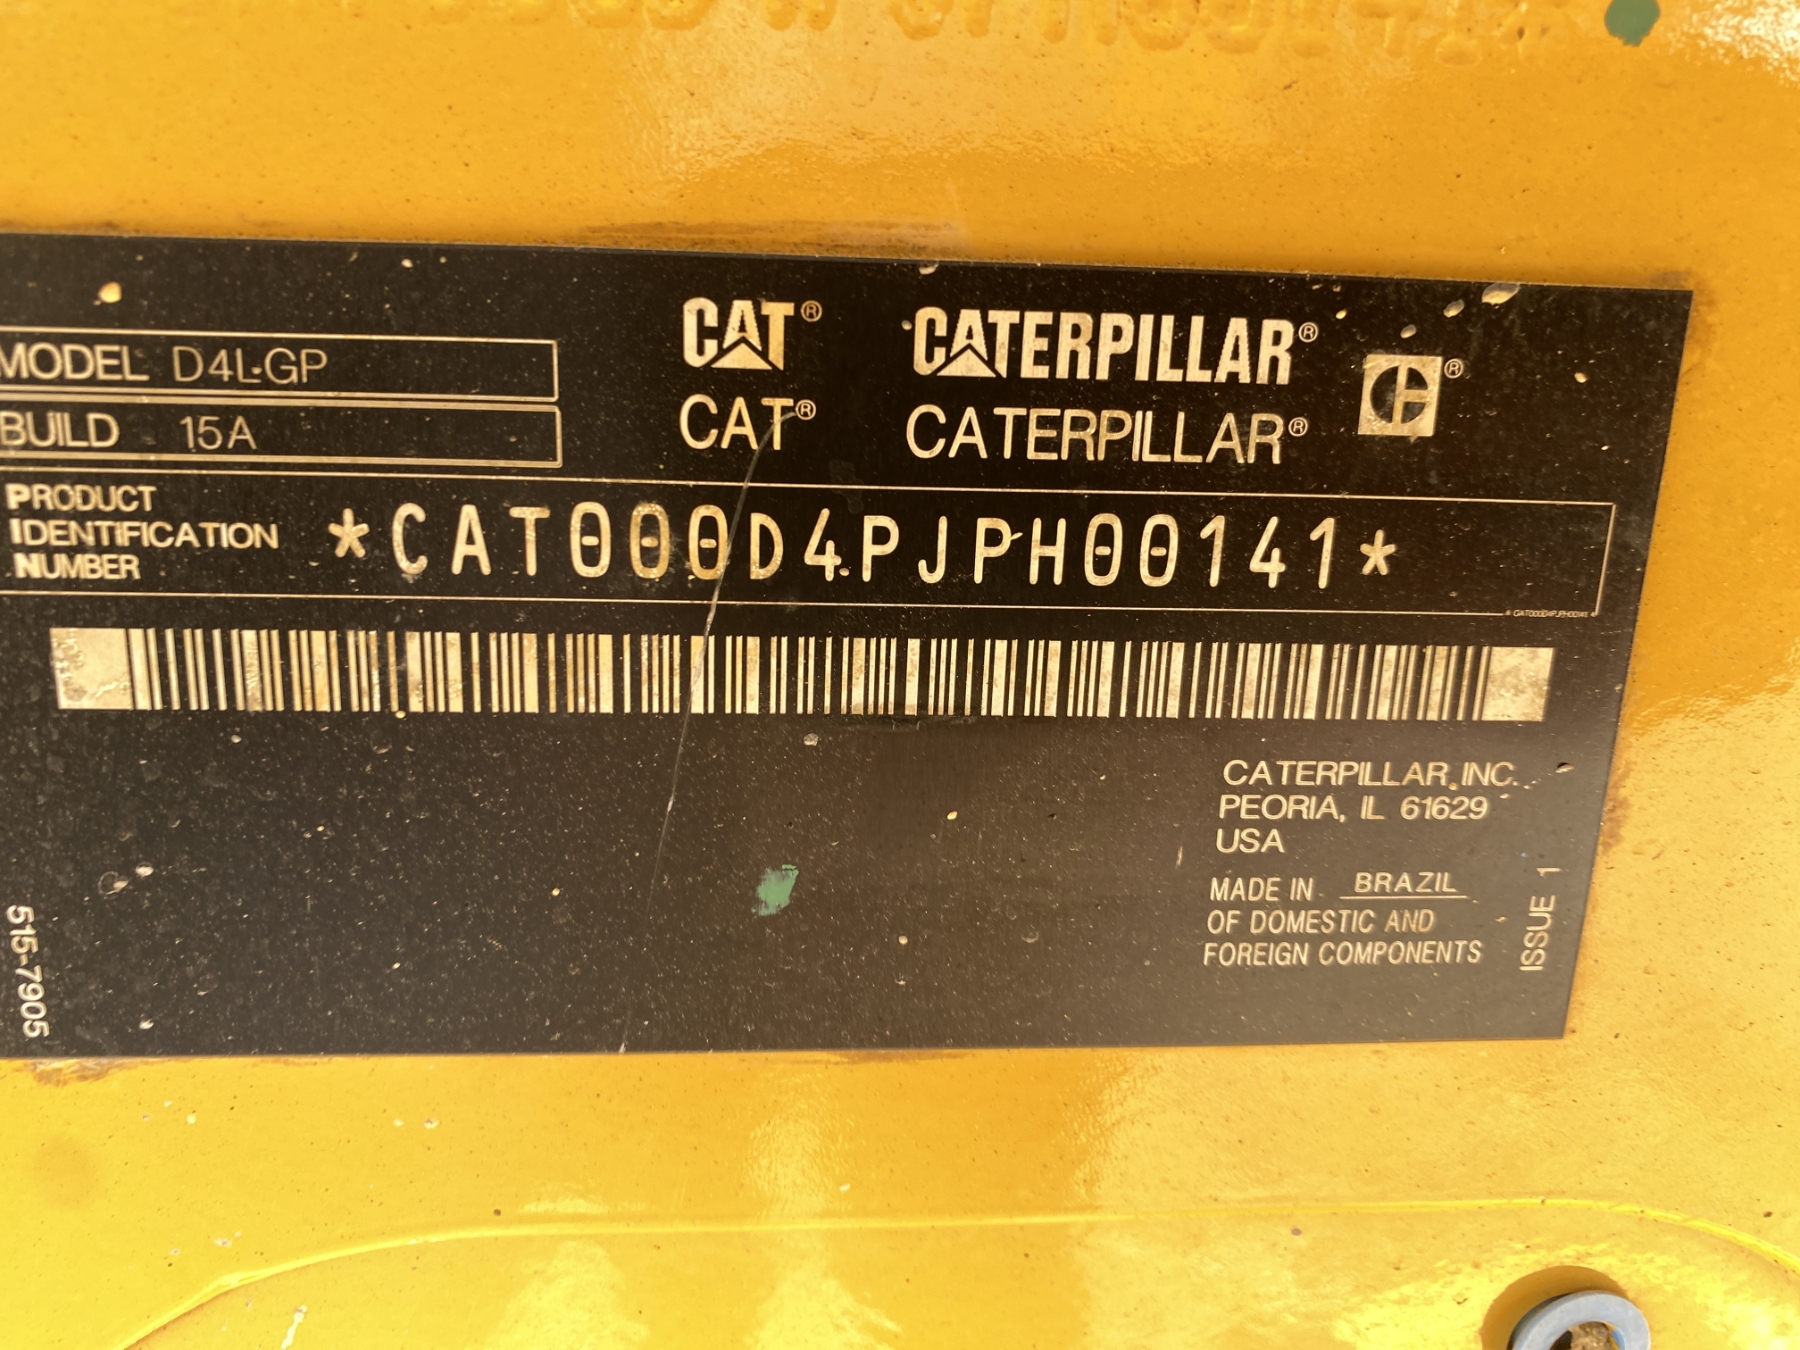 MODEL D4L-GP
BUILD 15A
CAT® CATERPILLAR®
CAT® CATERPILLAR®
PRODUCT
IDENTIFICATION
NUMBER
*CAT000D4PJPH00141*
CATERPILLAR, INC.
PEORIA, IL 61629
USA
MADE IN BRAZIL
OF DOMESTIC AND
FOREIGN COMPONENTS
ISSUE 1
515-7905